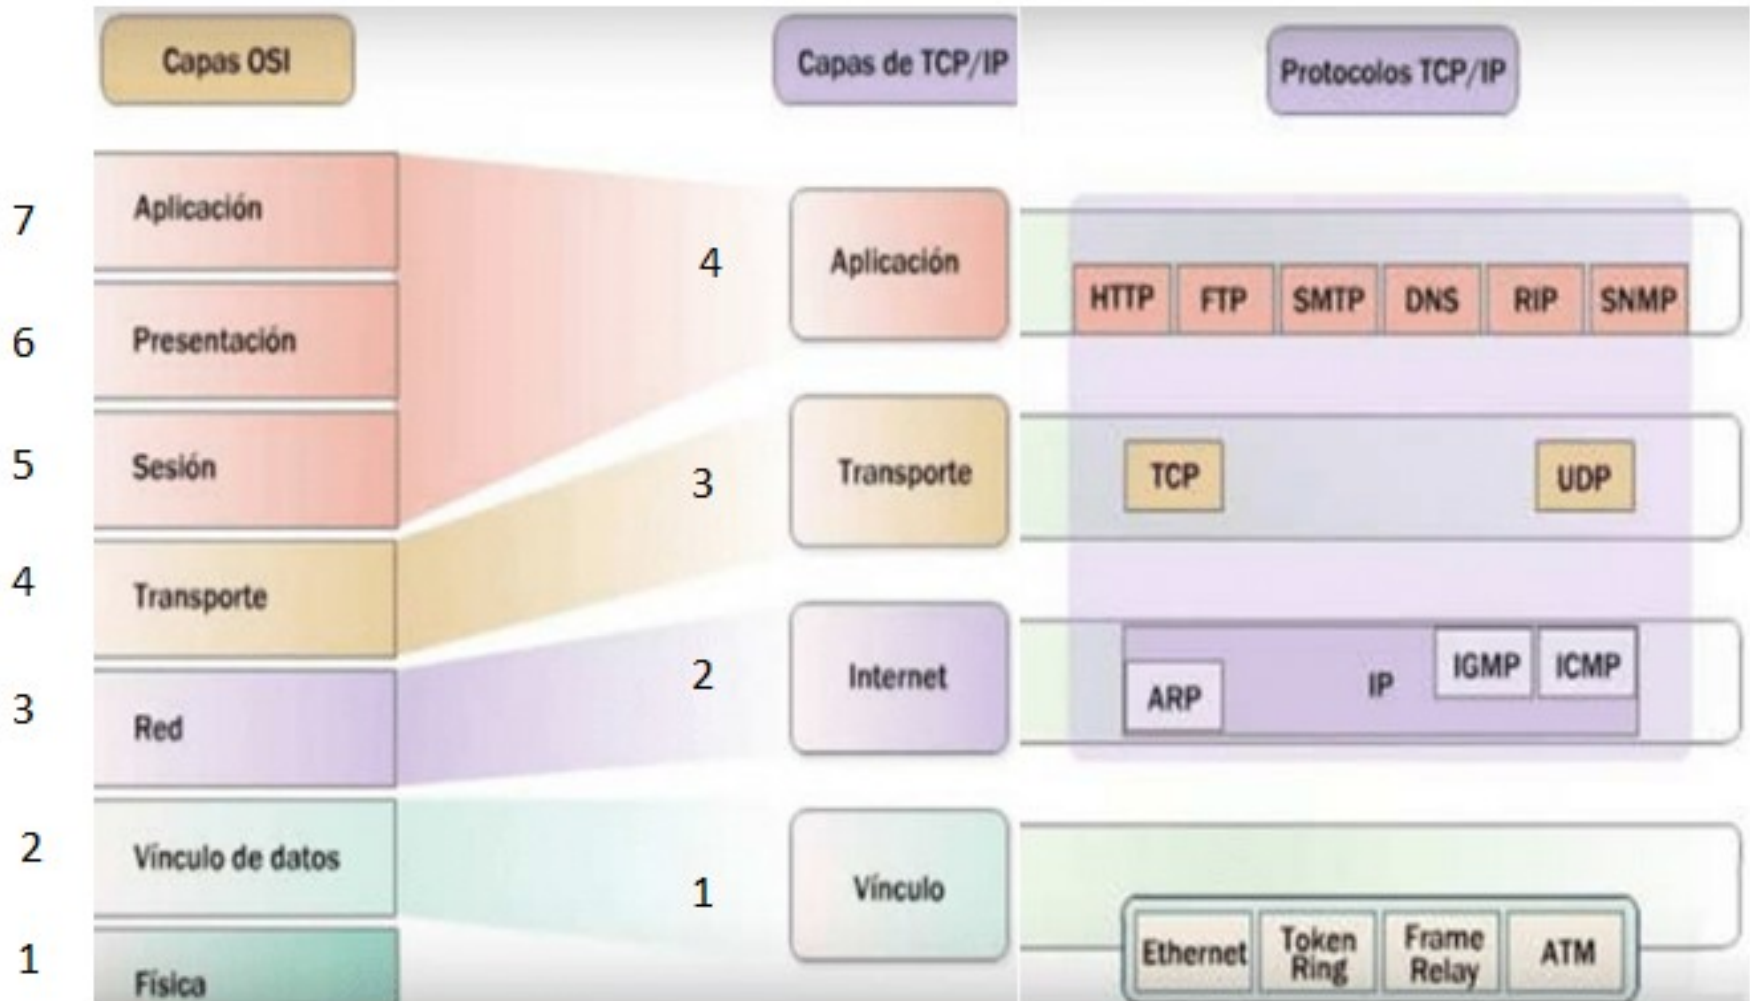 Capas OSI
Capas de TCP/IP
Protocolos TCP/IP
7
Aplicación
6
Presentación
5
Sesión
4
Transporte
3
Red
2
Vínculo de datos
1
Física
4
Aplicación
3
Transporte
2
Internet
1
Vínculo
HTTP
FTP
SMTP
DNS
RIP
SNMP
TCP
UDP
ARP
IP
IGMP
ICMP
Ethernet
Token
Ring
Frame
Relay
ATM